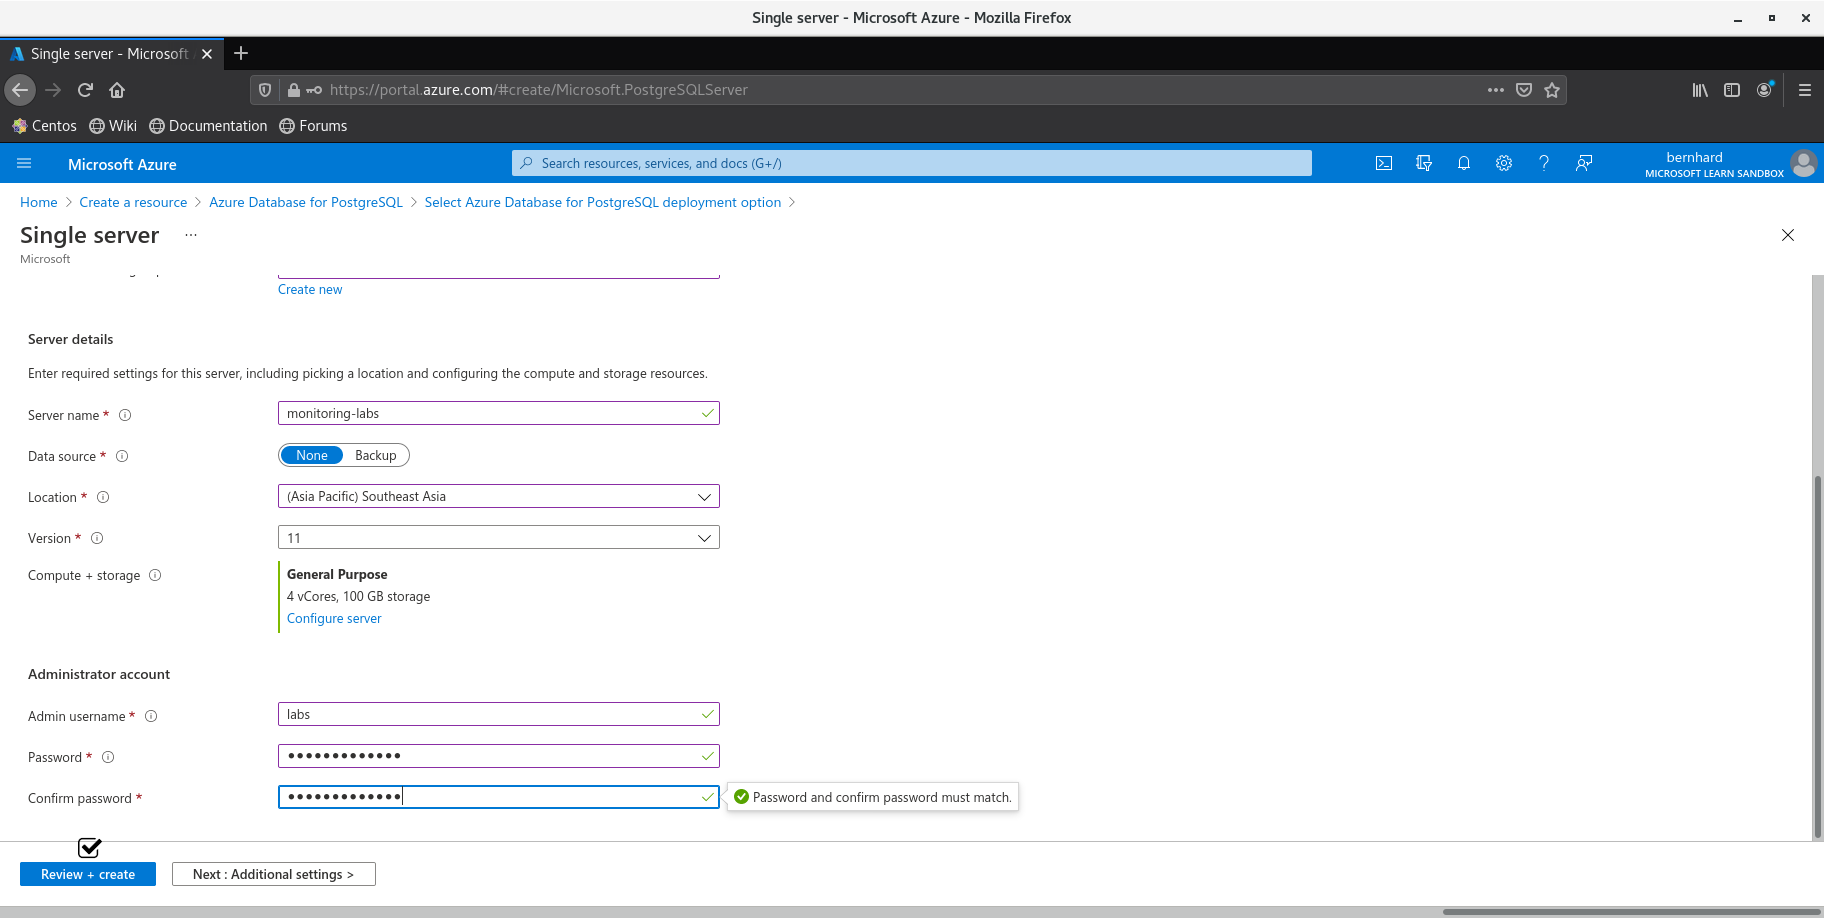 Single server - Microsoft Azure - Mozilla Firefox
Single server - Microsoft
https://portal.azure.com/#create/Microsoft.PostgreSQLServer
Centos Wiki Documentation Forums
Microsoft Azure
Search resources, services, and docs (G+/)
bernhard
MICROSOFT LEARN SANDBOX
Home > Create a resource > Azure Database for PostgreSQL > Select Azure Database for PostgreSQL deployment option >
Single server ...
Microsoft
Create new
Server details
Enter required settings for this server, including picking a location and configuring the compute and storage resources.
Server name * monitoring-labs
Data source * None Backup
Location * (Asia Pacific) Southeast Asia
Version * 11
Compute + storage General Purpose
4 vCores, 100 GB storage
Configure server
Administrator account
Admin username * labs
Password * •••••••••••••
Confirm password * ••••••••••••• Password and confirm password must match.
Review + create Next : Additional settings >